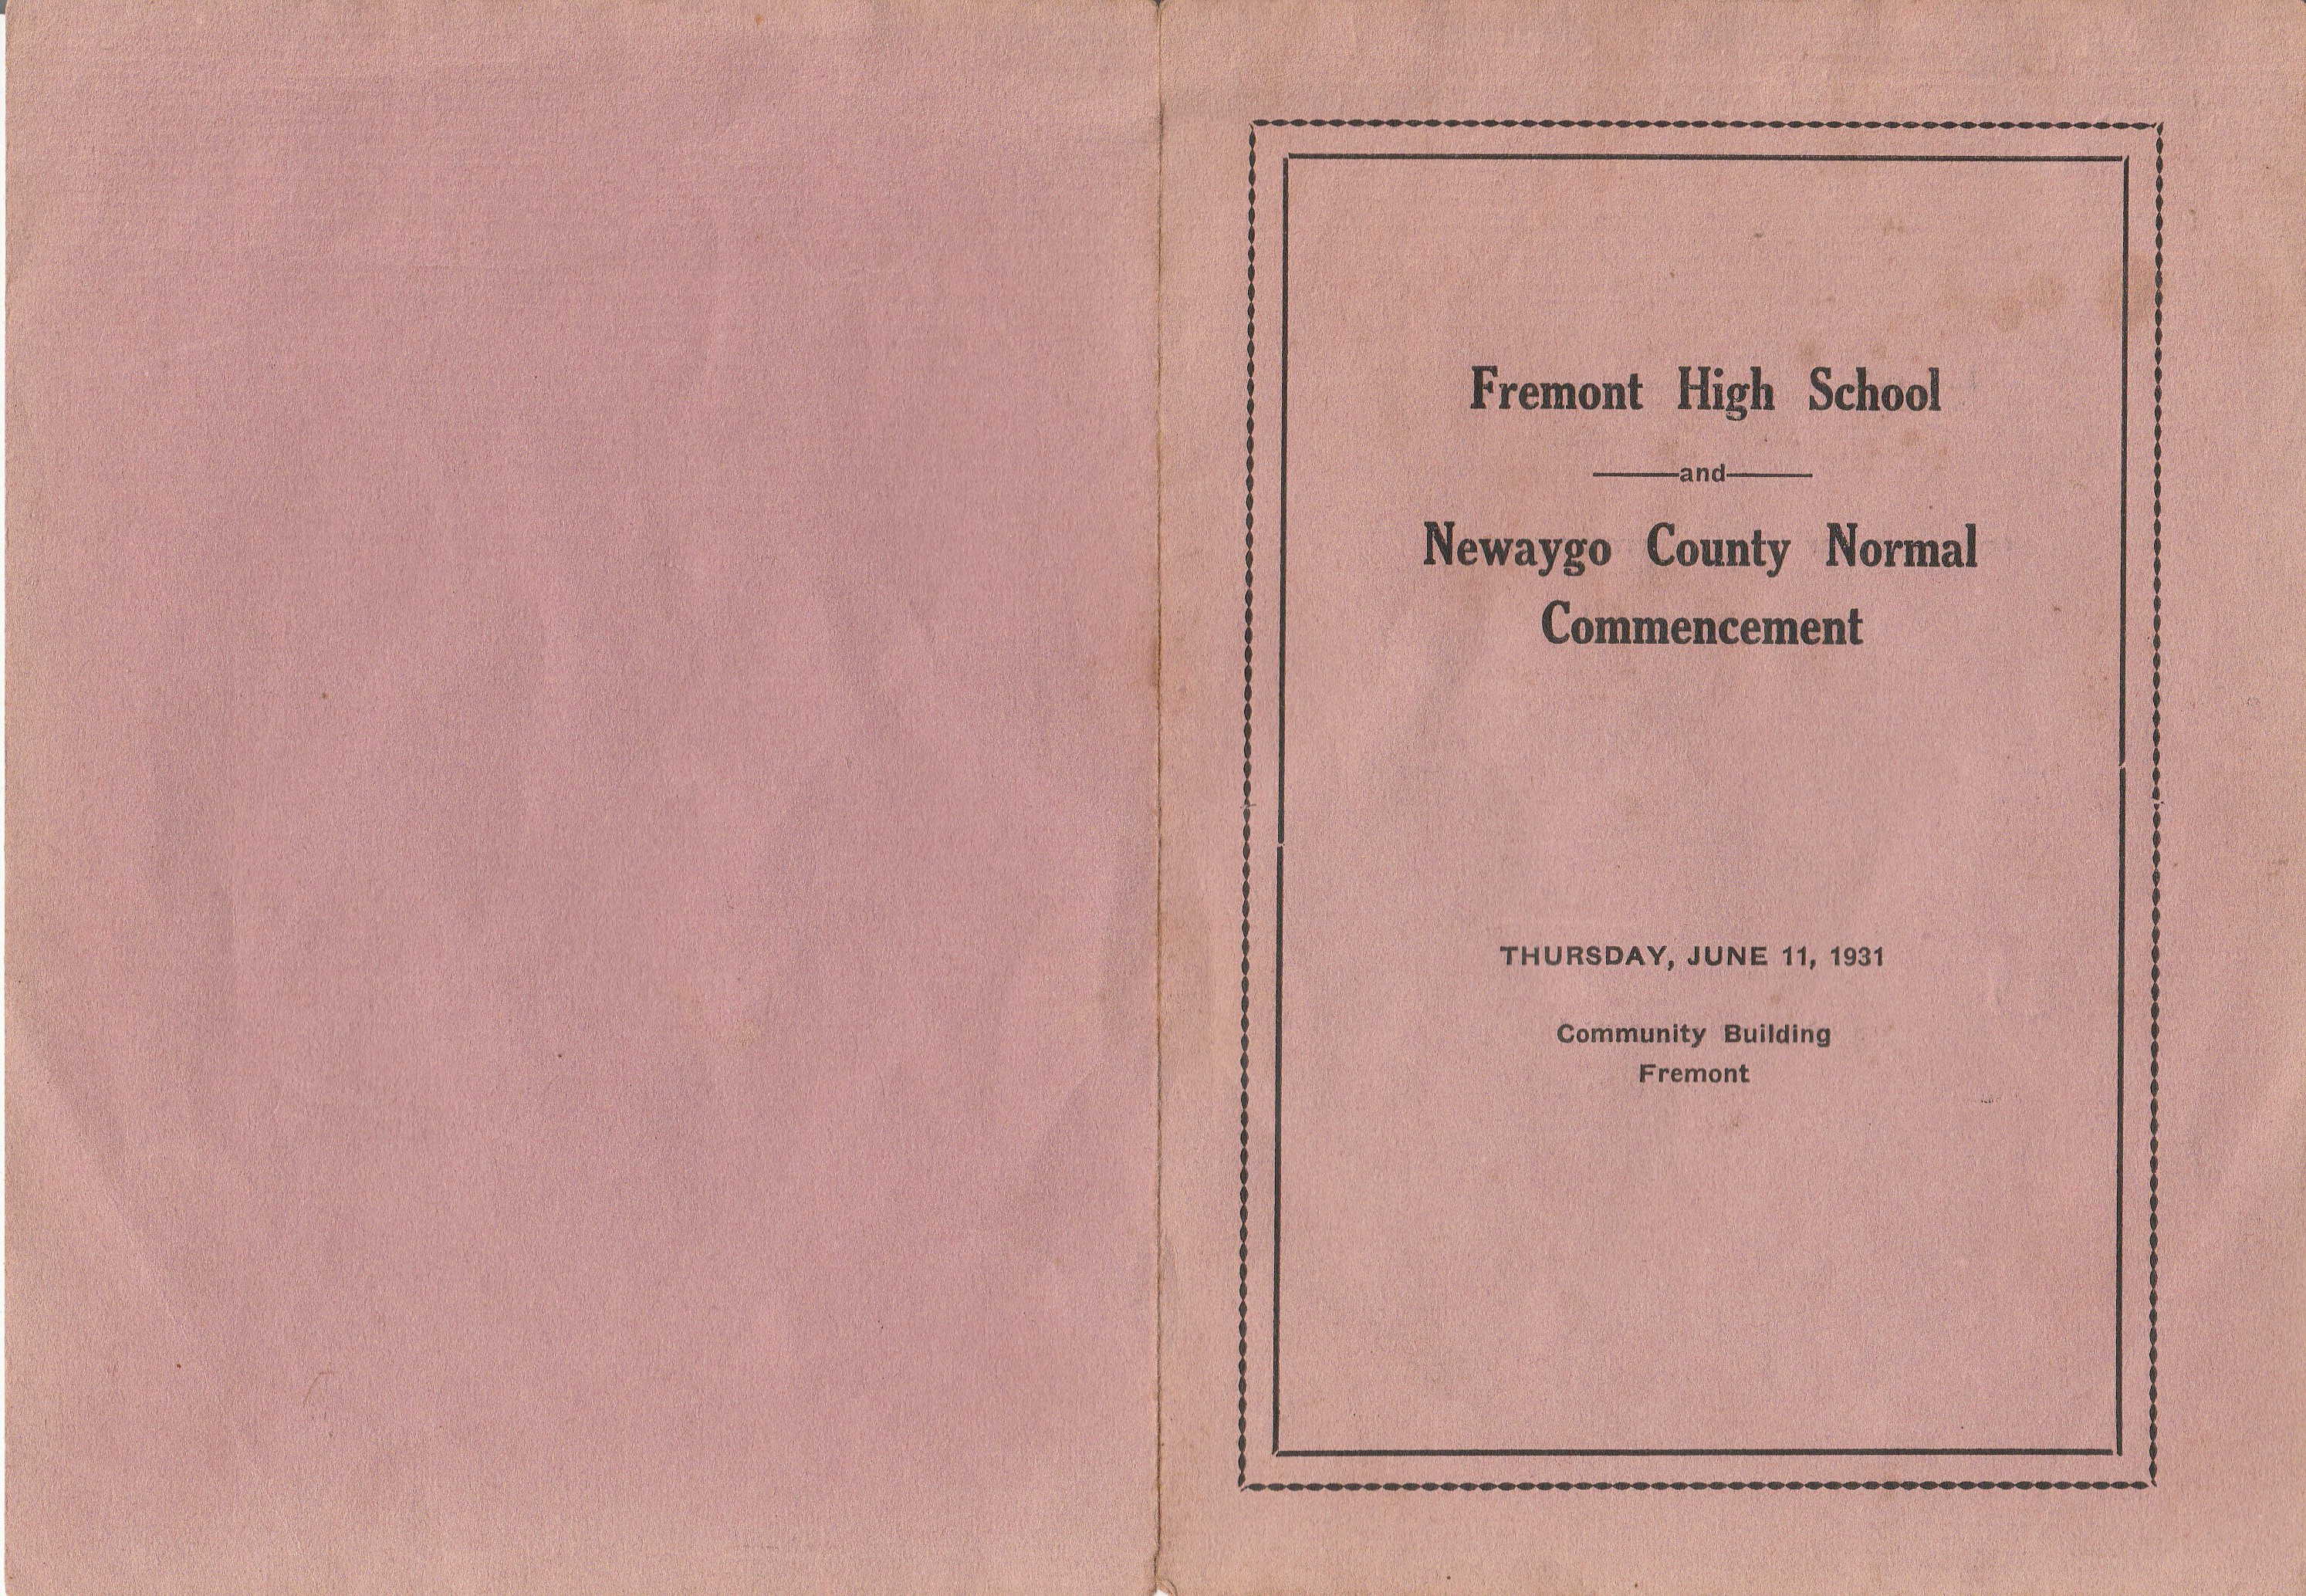 Fremont High School
—and—
Newaygo County Normal
Commencement
THURSDAY, JUNE 11, 1931
Community Building
Fremont